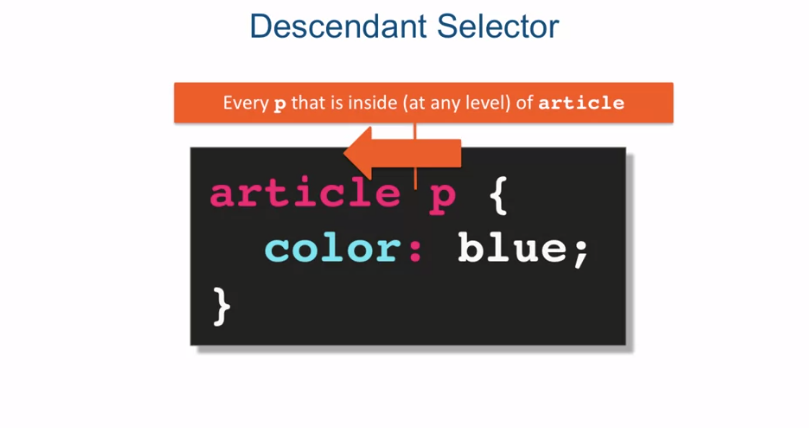 Descendant Selector
Every p that is inside (at any level) of article
article p {
color: blue;
}